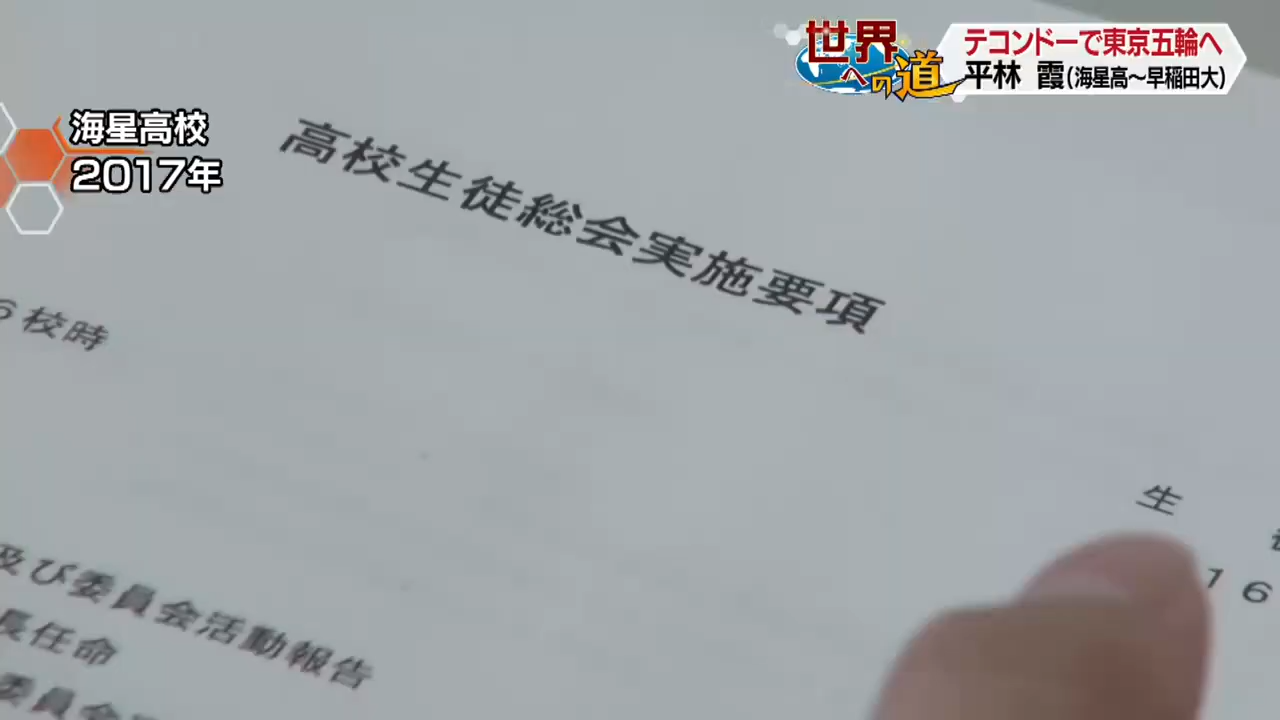 世界への道
テコンドーで東京五輪へ
平林 霞(海星高～早稲田大)
海星高校
2017年
高校生徒総会実施要項
6校時
生
16
及び委員会活動報告
長任命
委員会